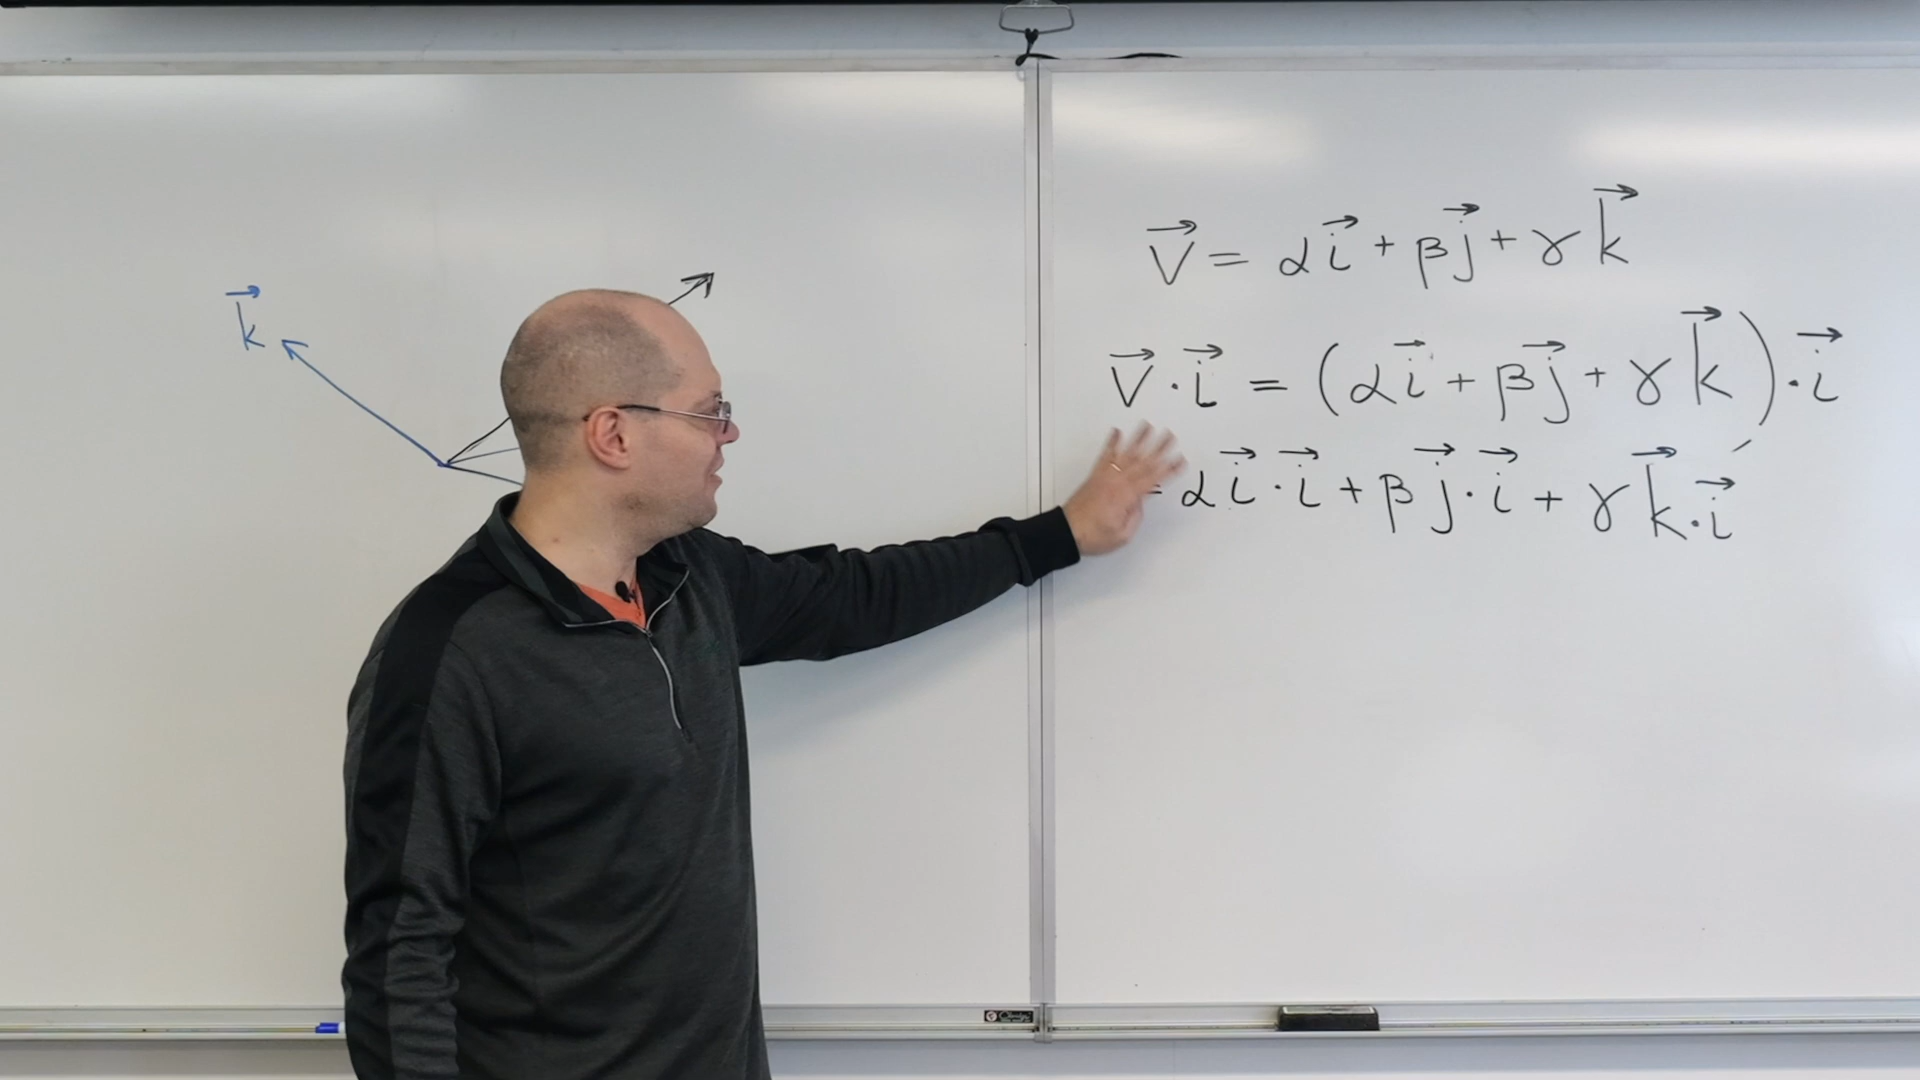 k⃗
V⃗ = αi⃗ + βj⃗ + γk⃗
V⃗ · i⃗ = (αi⃗ + βj⃗ + γk⃗) · i⃗
= αi⃗ · i⃗ + βj⃗ · i⃗ + γk⃗ · i⃗